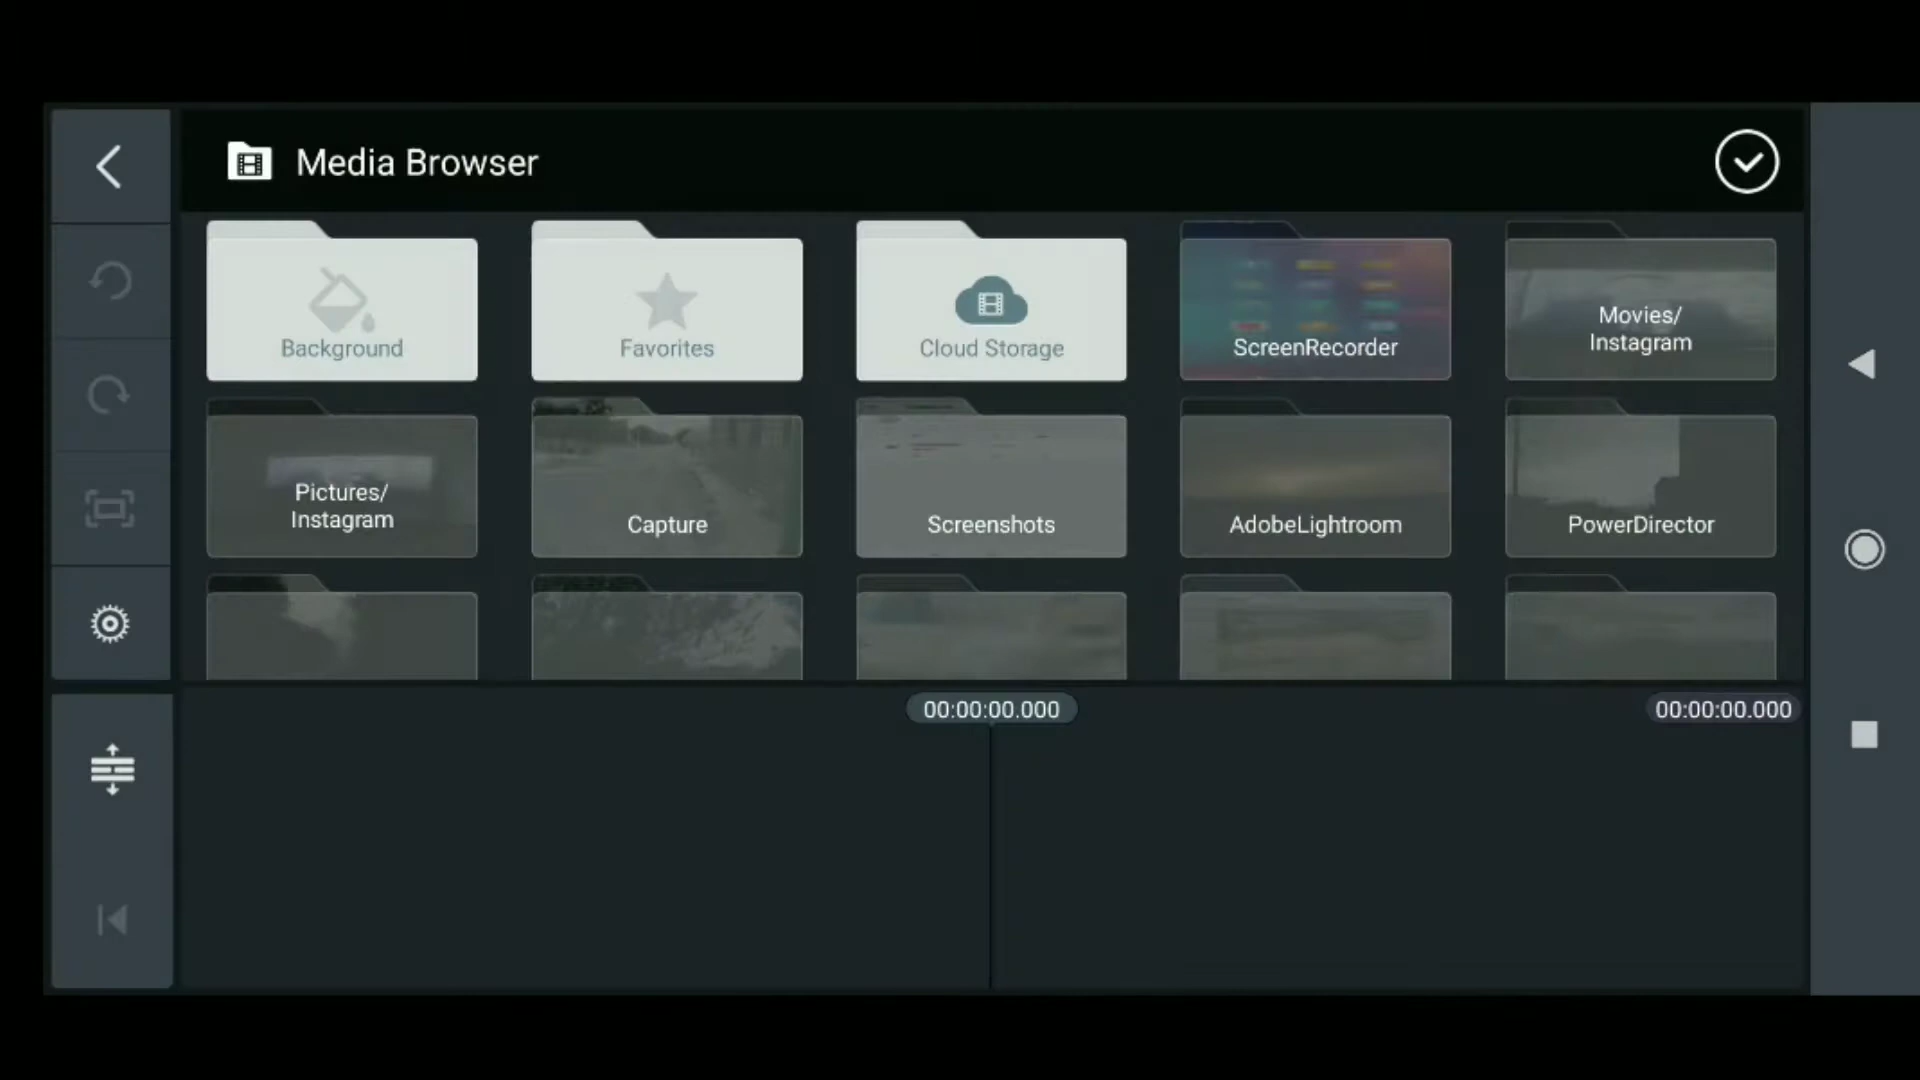 Media Browser
Background
Favorites
Cloud Storage
ScreenRecorder
Movies/
Instagram
Pictures/
Instagram
Capture
Screenshots
AdobeLightroom
PowerDirector
00:00:00.000
00:00:00.000